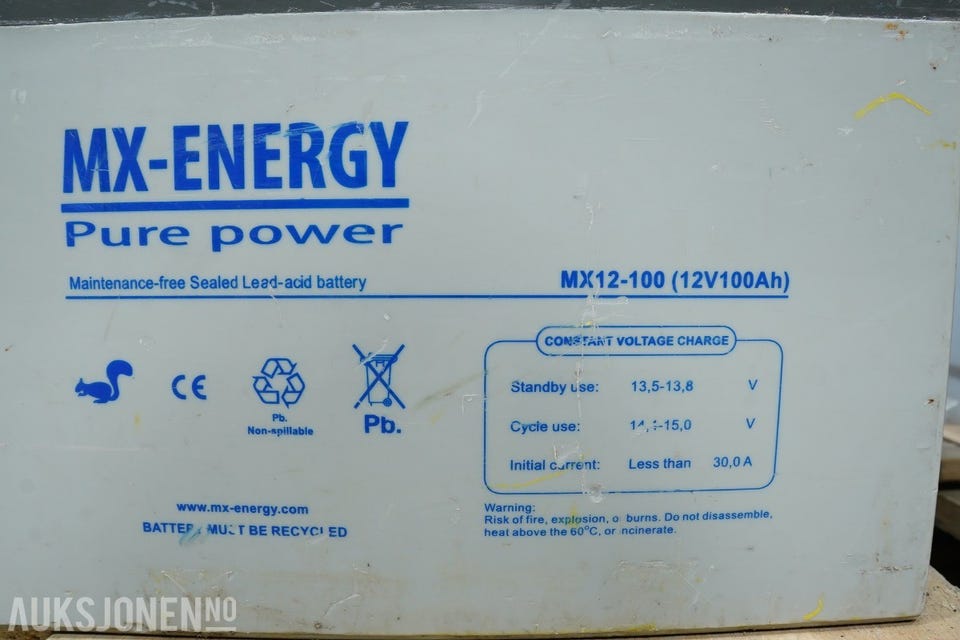 MX-ENERGY
Pure power
Maintenance-free Sealed Lead-acid battery
MX12-100 (12V100Ah)
CONSTANT VOLTAGE CHARGE
Standby use: 13,5-13,8 V
Cycle use: 14,4-15,0 V
Initial current: Less than 30,0 A
CE
Pb.
Non-spillable
Pb.
www.mx-energy.com
BATTERY MUST BE RECYCLED
Warning:
Risk of fire, explosion, or burns. Do not disassemble,
heat above the 60°C, or incinerate.
AUKSJONEN.NO